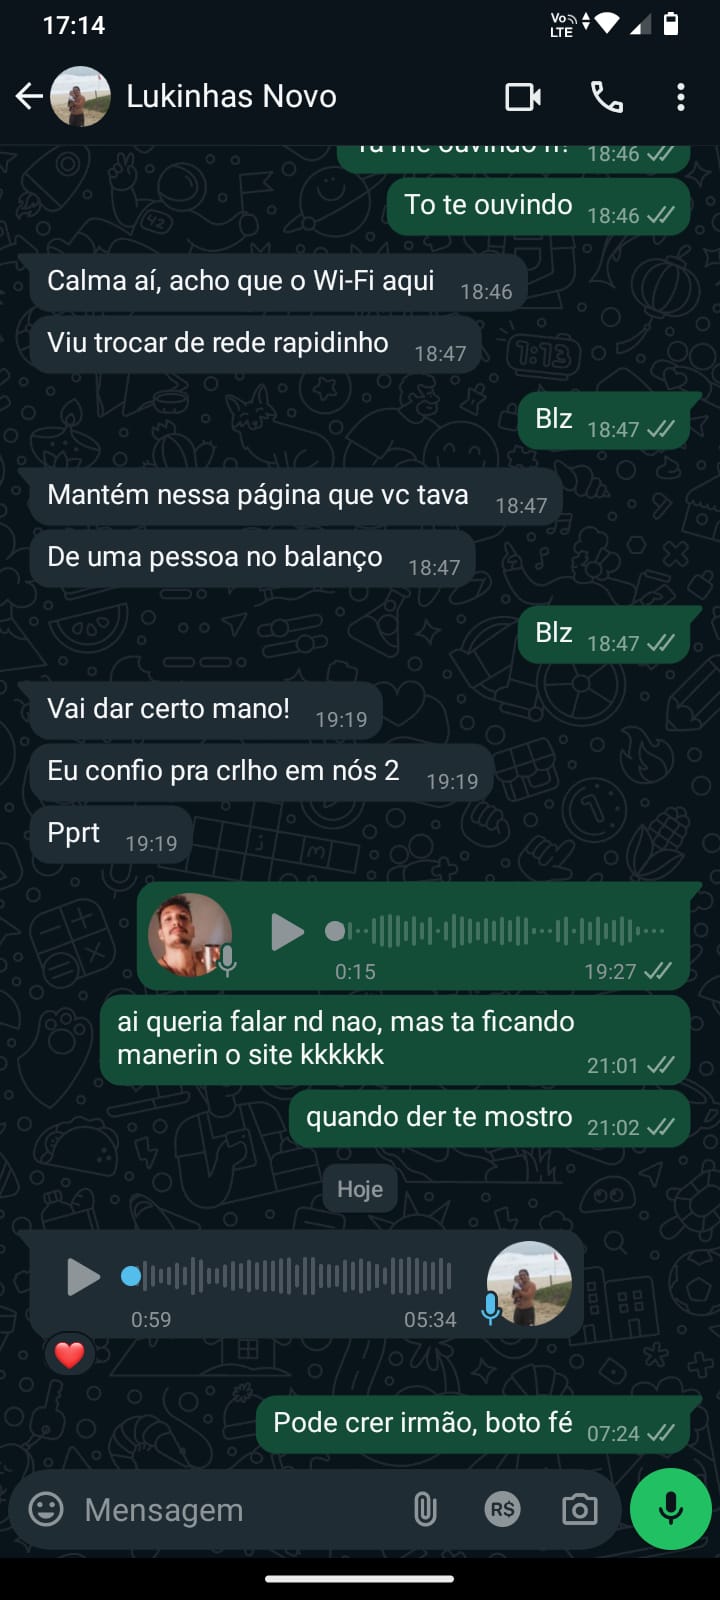 17:14
Vo LTE
Lukinhas Novo
18:46
To te ouvindo 18:46
Calma aí, acho que o Wi-Fi aqui 18:46
Viu trocar de rede rapidinho 18:47
Blz 18:47
Mantém nessa página que vc tava 18:47
De uma pessoa no balanço 18:47
Blz 18:47
Vai dar certo mano! 19:19
Eu confio pra crlho em nós 2 19:19
Pprt 19:19
0:15 19:27
ai queria falar nd nao, mas ta ficando
manerin o site kkkkkk 21:01
quando der te mostro 21:02
Hoje
0:59 05:34
Pode crer irmão, boto fé 07:24
Mensagem
R$